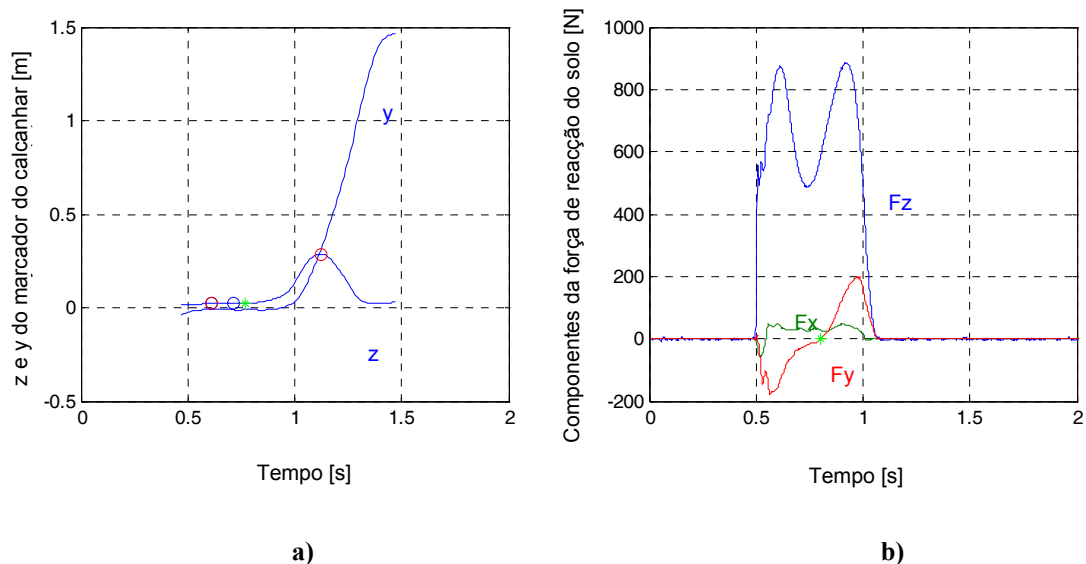 z e y do marcador do calcanhar [m]
1.5
1
0.5
0
-0.5
0
0.5
1
1.5
2
y
z
Tempo [s]
a)
Componentes da força de reacção do solo [N]
1000
800
600
400
200
0
-200
0
0.5
1
1.5
2
Fz
Fx
Fy
Tempo [s]
b)